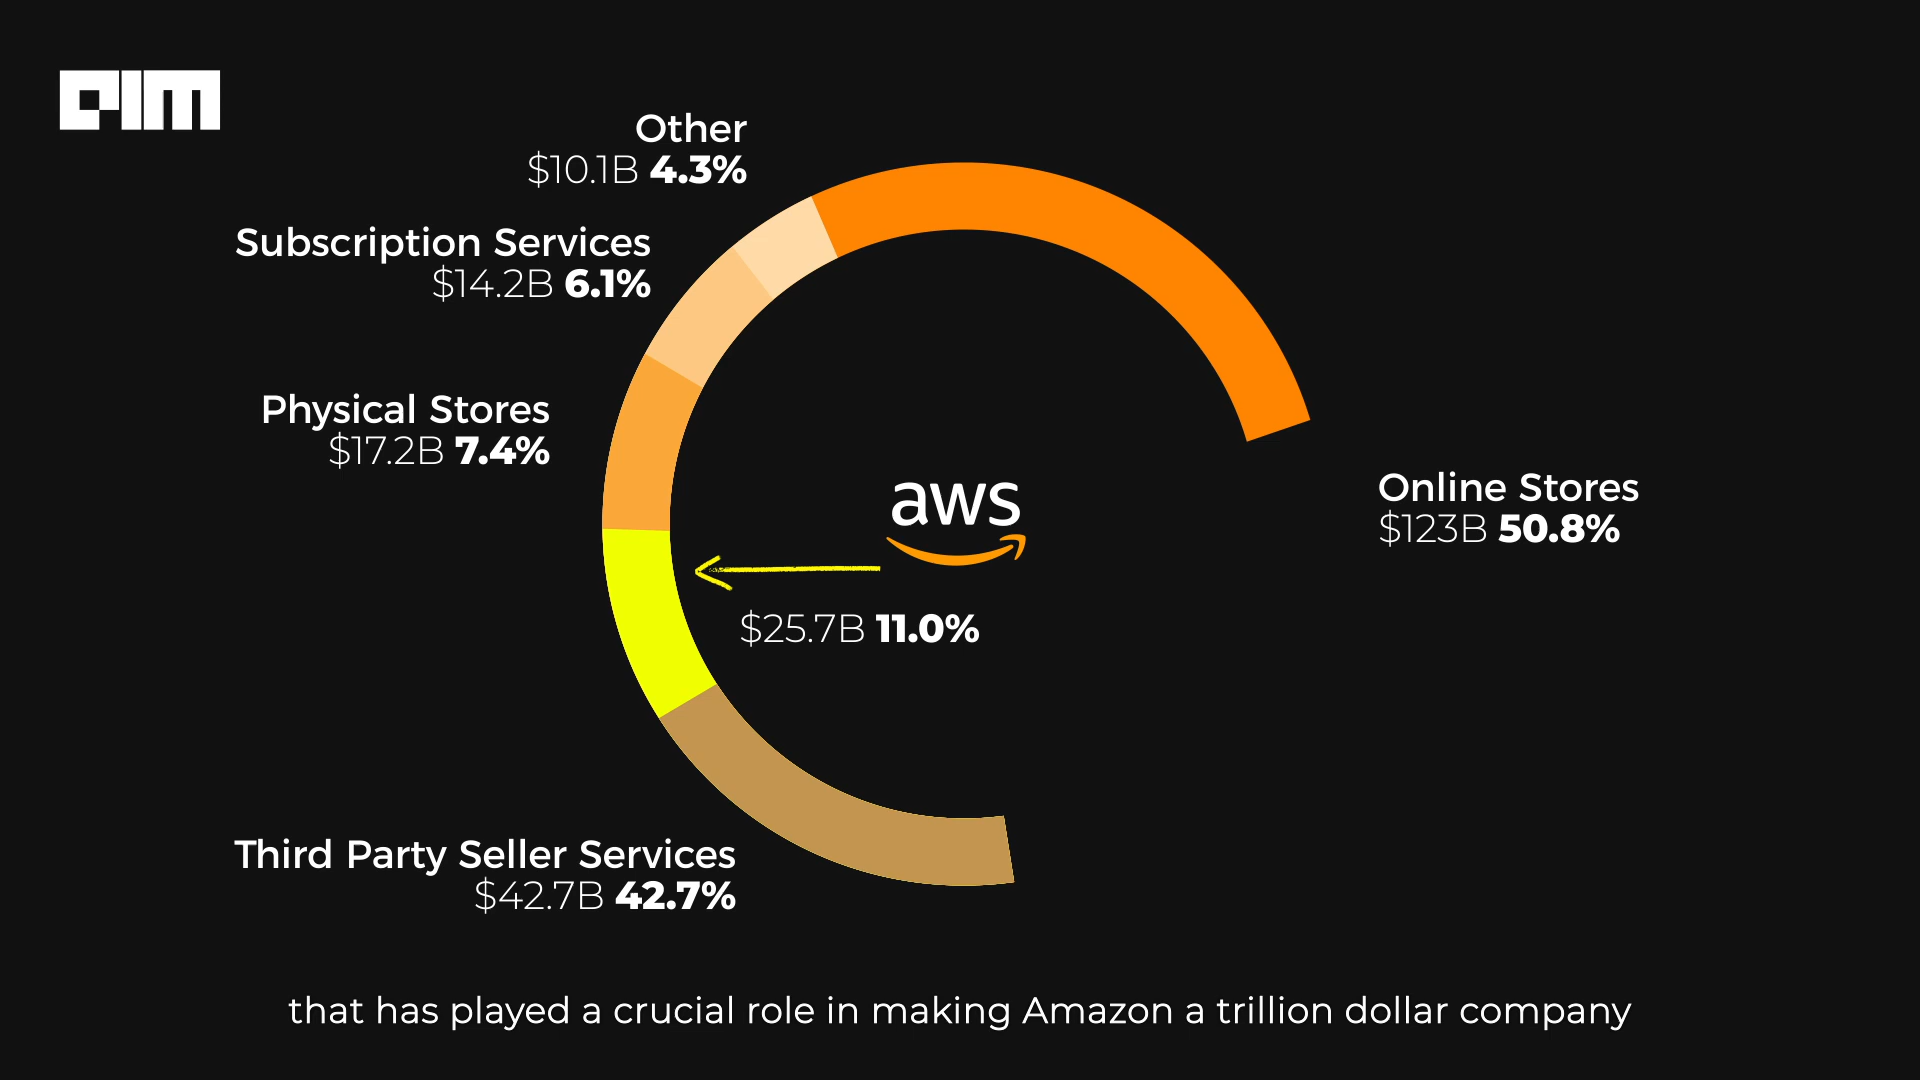 AIM
Other
$10.1B 4.3%
Subscription Services
$14.2B 6.1%
Physical Stores
$17.2B 7.4%
aws
Online Stores
$123B 50.8%
$25.7B 11.0%
Third Party Seller Services
$42.7B 42.7%
that has played a crucial role in making Amazon a trillion dollar company